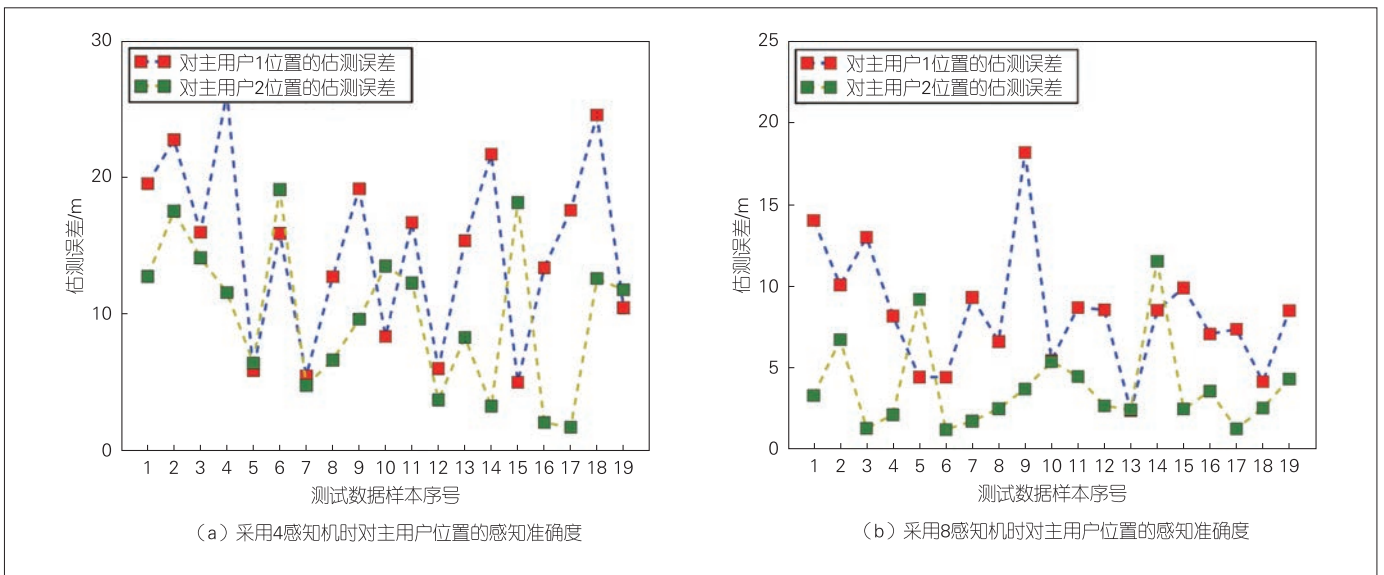 30
20
10
0
估测误差/m
对主用户1位置的估测误差
对主用户2位置的估测误差
1 2 3 4 5 6 7 8 9 10 11 12 13 14 15 16 17 18 19
测试数据样本序号
（a）采用4感知机时对主用户位置的感知准确度
25
20
15
10
5
0
估测误差/m
对主用户1位置的估测误差
对主用户2位置的估测误差
1 2 3 4 5 6 7 8 9 10 11 12 13 14 15 16 17 18 19
测试数据样本序号
（b）采用8感知机时对主用户位置的感知准确度